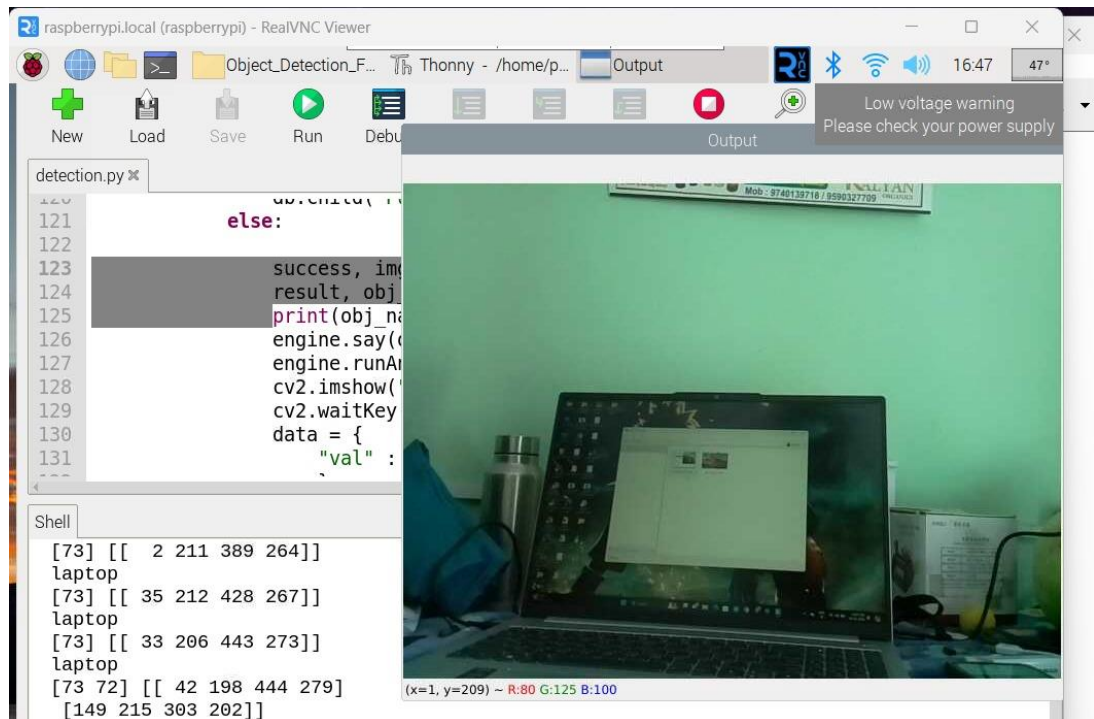 raspberrypi.local (raspberrypi) - RealVNC Viewer
Object_Detection_F... Thonny - /home/p... Output 16:47 47°
New Load Save Run Debu
Low voltage warning
Please check your power supply
Output
detection.py
121 else:
122
123 success, img
124 result, obj_
125 print(obj_na
126 engine.say(
127 engine.runA
128 cv2.imshow("
129 cv2.waitKey
130 data = {
131 "val" :
KALYAN
ORGANICS
Mob : 9740139716 / 9590327709
Shell
[73] [[ 2 211 389 264]]
laptop
[73] [[ 35 212 428 267]]
laptop
[73] [[ 33 206 443 273]]
laptop
[73 72] [[ 42 198 444 279]
[149 215 303 202]]
(x=1, y=209) ~ R:80 G:125 B:100